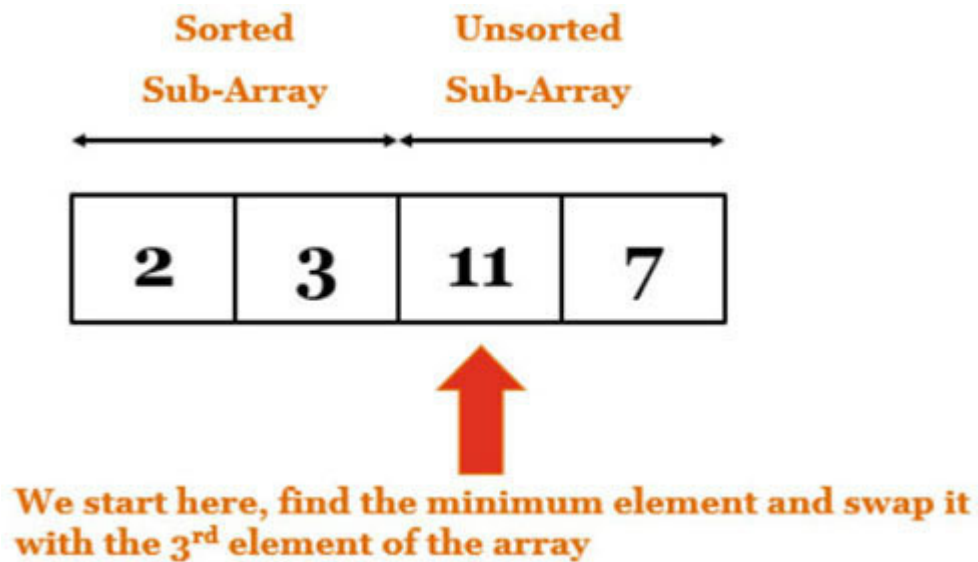 Sorted Unsorted
Sub-Array Sub-Array
2 3 11 7
We start here, find the minimum element and swap it
with the 3rd element of the array